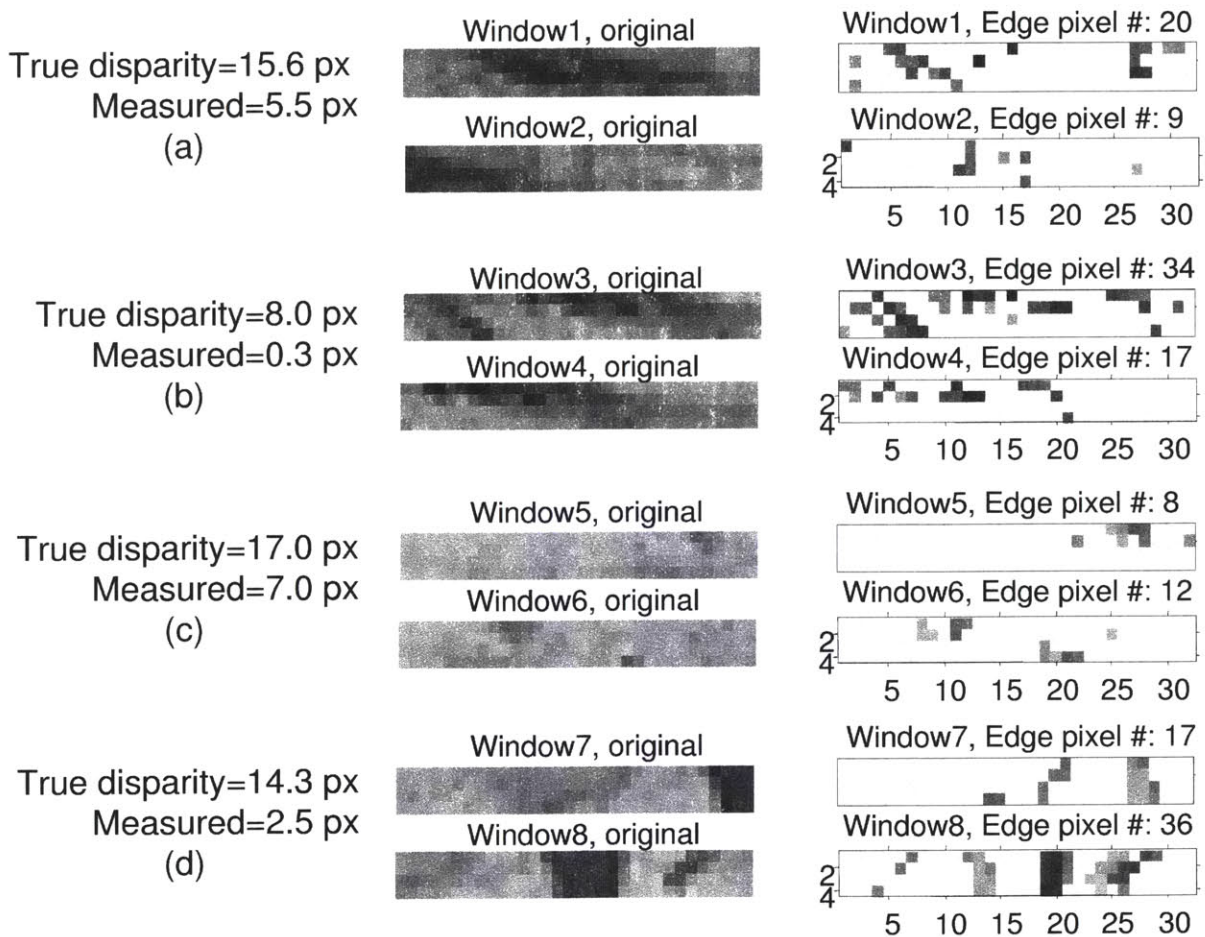 True disparity=15.6 px
Measured=5.5 px
(a)
Window1, original
Window1, Edge pixel #: 20
Window2, original
Window2, Edge pixel #: 9
2
4
5 10 15 20 25 30
True disparity=8.0 px
Measured=0.3 px
(b)
Window3, original
Window3, Edge pixel #: 34
Window4, original
Window4, Edge pixel #: 17
2
4
5 10 15 20 25 30
True disparity=17.0 px
Measured=7.0 px
(c)
Window5, original
Window5, Edge pixel #: 8
Window6, original
Window6, Edge pixel #: 12
2
4
5 10 15 20 25 30
True disparity=14.3 px
Measured=2.5 px
(d)
Window7, original
Window7, Edge pixel #: 17
Window8, original
Window8, Edge pixel #: 36
2
4
5 10 15 20 25 30